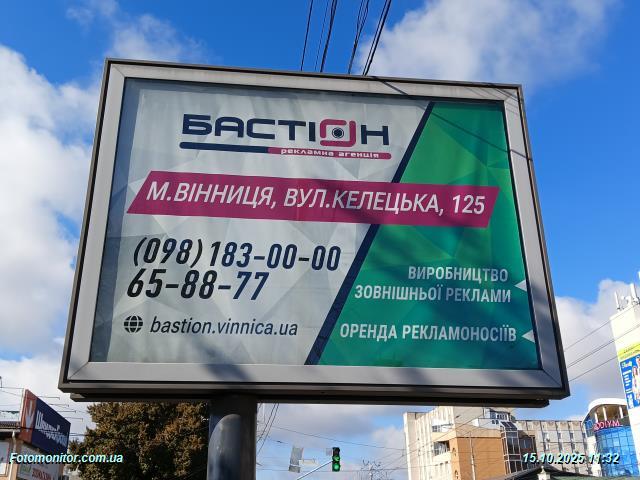 БАСТІОН
рекламна агенція
М.ВІННИЦЯ, ВУЛ.КЕЛЕЦЬКА, 125
(098) 183-00-00
65-88-77
bastion.vinnica.ua
ВИРОБНИЦТВО
ЗОВНІШНЬОЇ РЕКЛАМИ
ОРЕНДА РЕКЛАМОНОСІЇВ
Fotomonitor.com.ua
15.10.2025 11:32